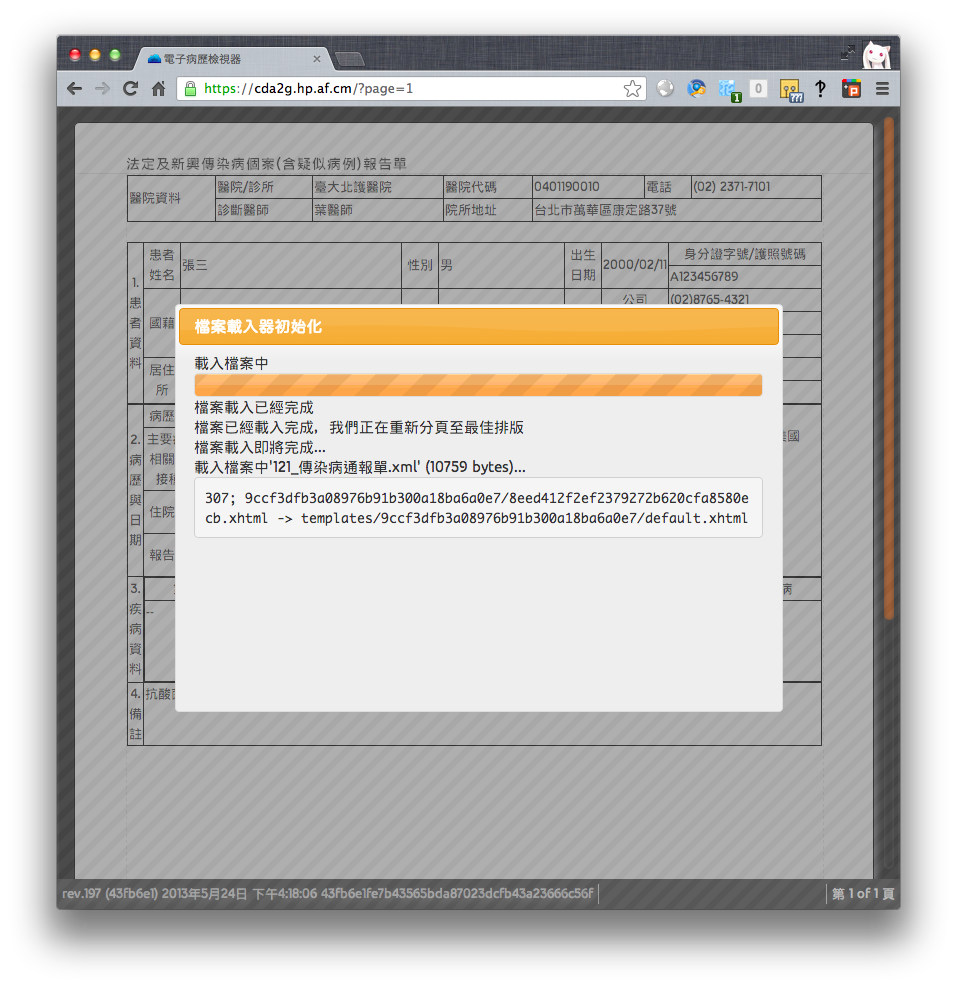 電子病歷檢視器
https://cda2g.hp.af.cm/?page=1
1
0
777
法定及新興傳染病個案(含疑似病例)報告單
醫院資料 醫院/診所 臺大北護醫院 醫院代碼 0401190010 電話 (02) 2371-7101
診斷醫師 葉醫師 院所地址 台北市萬華區康定路37號
1.患者資料 患者姓名 張三 性別 男 出生日期 2000/02/11 身分證字號/護照號碼
A123456789
國籍 公司 (02)8765-4321
檔案載入器初始化
載入檔案中
檔案載入已經完成
檔案已經載入完成，我們正在重新分頁至最佳排版
檔案載入即將完成...
載入檔案中'121_傳染病通報單.xml' (10759 bytes)...
307; 9ccf3dfb3a08976b91b300a18ba6a0e7/8eed412f2ef2379272b620cfa8580e
cb.xhtml -> templates/9ccf3dfb3a08976b91b300a18ba6a0e7/default.xhtml
居住
所
2.病歷與日期 病歷
主要
相關
接種
國
住院
報告
3.疾病資料
病
--
4.備註 抗酸
rev.197 (43fb6e1) 2013年5月24日 下午4:18:06 43fb6e1fe7b43565bda87023dcfb43a23666c56f
第 1 of 1 頁